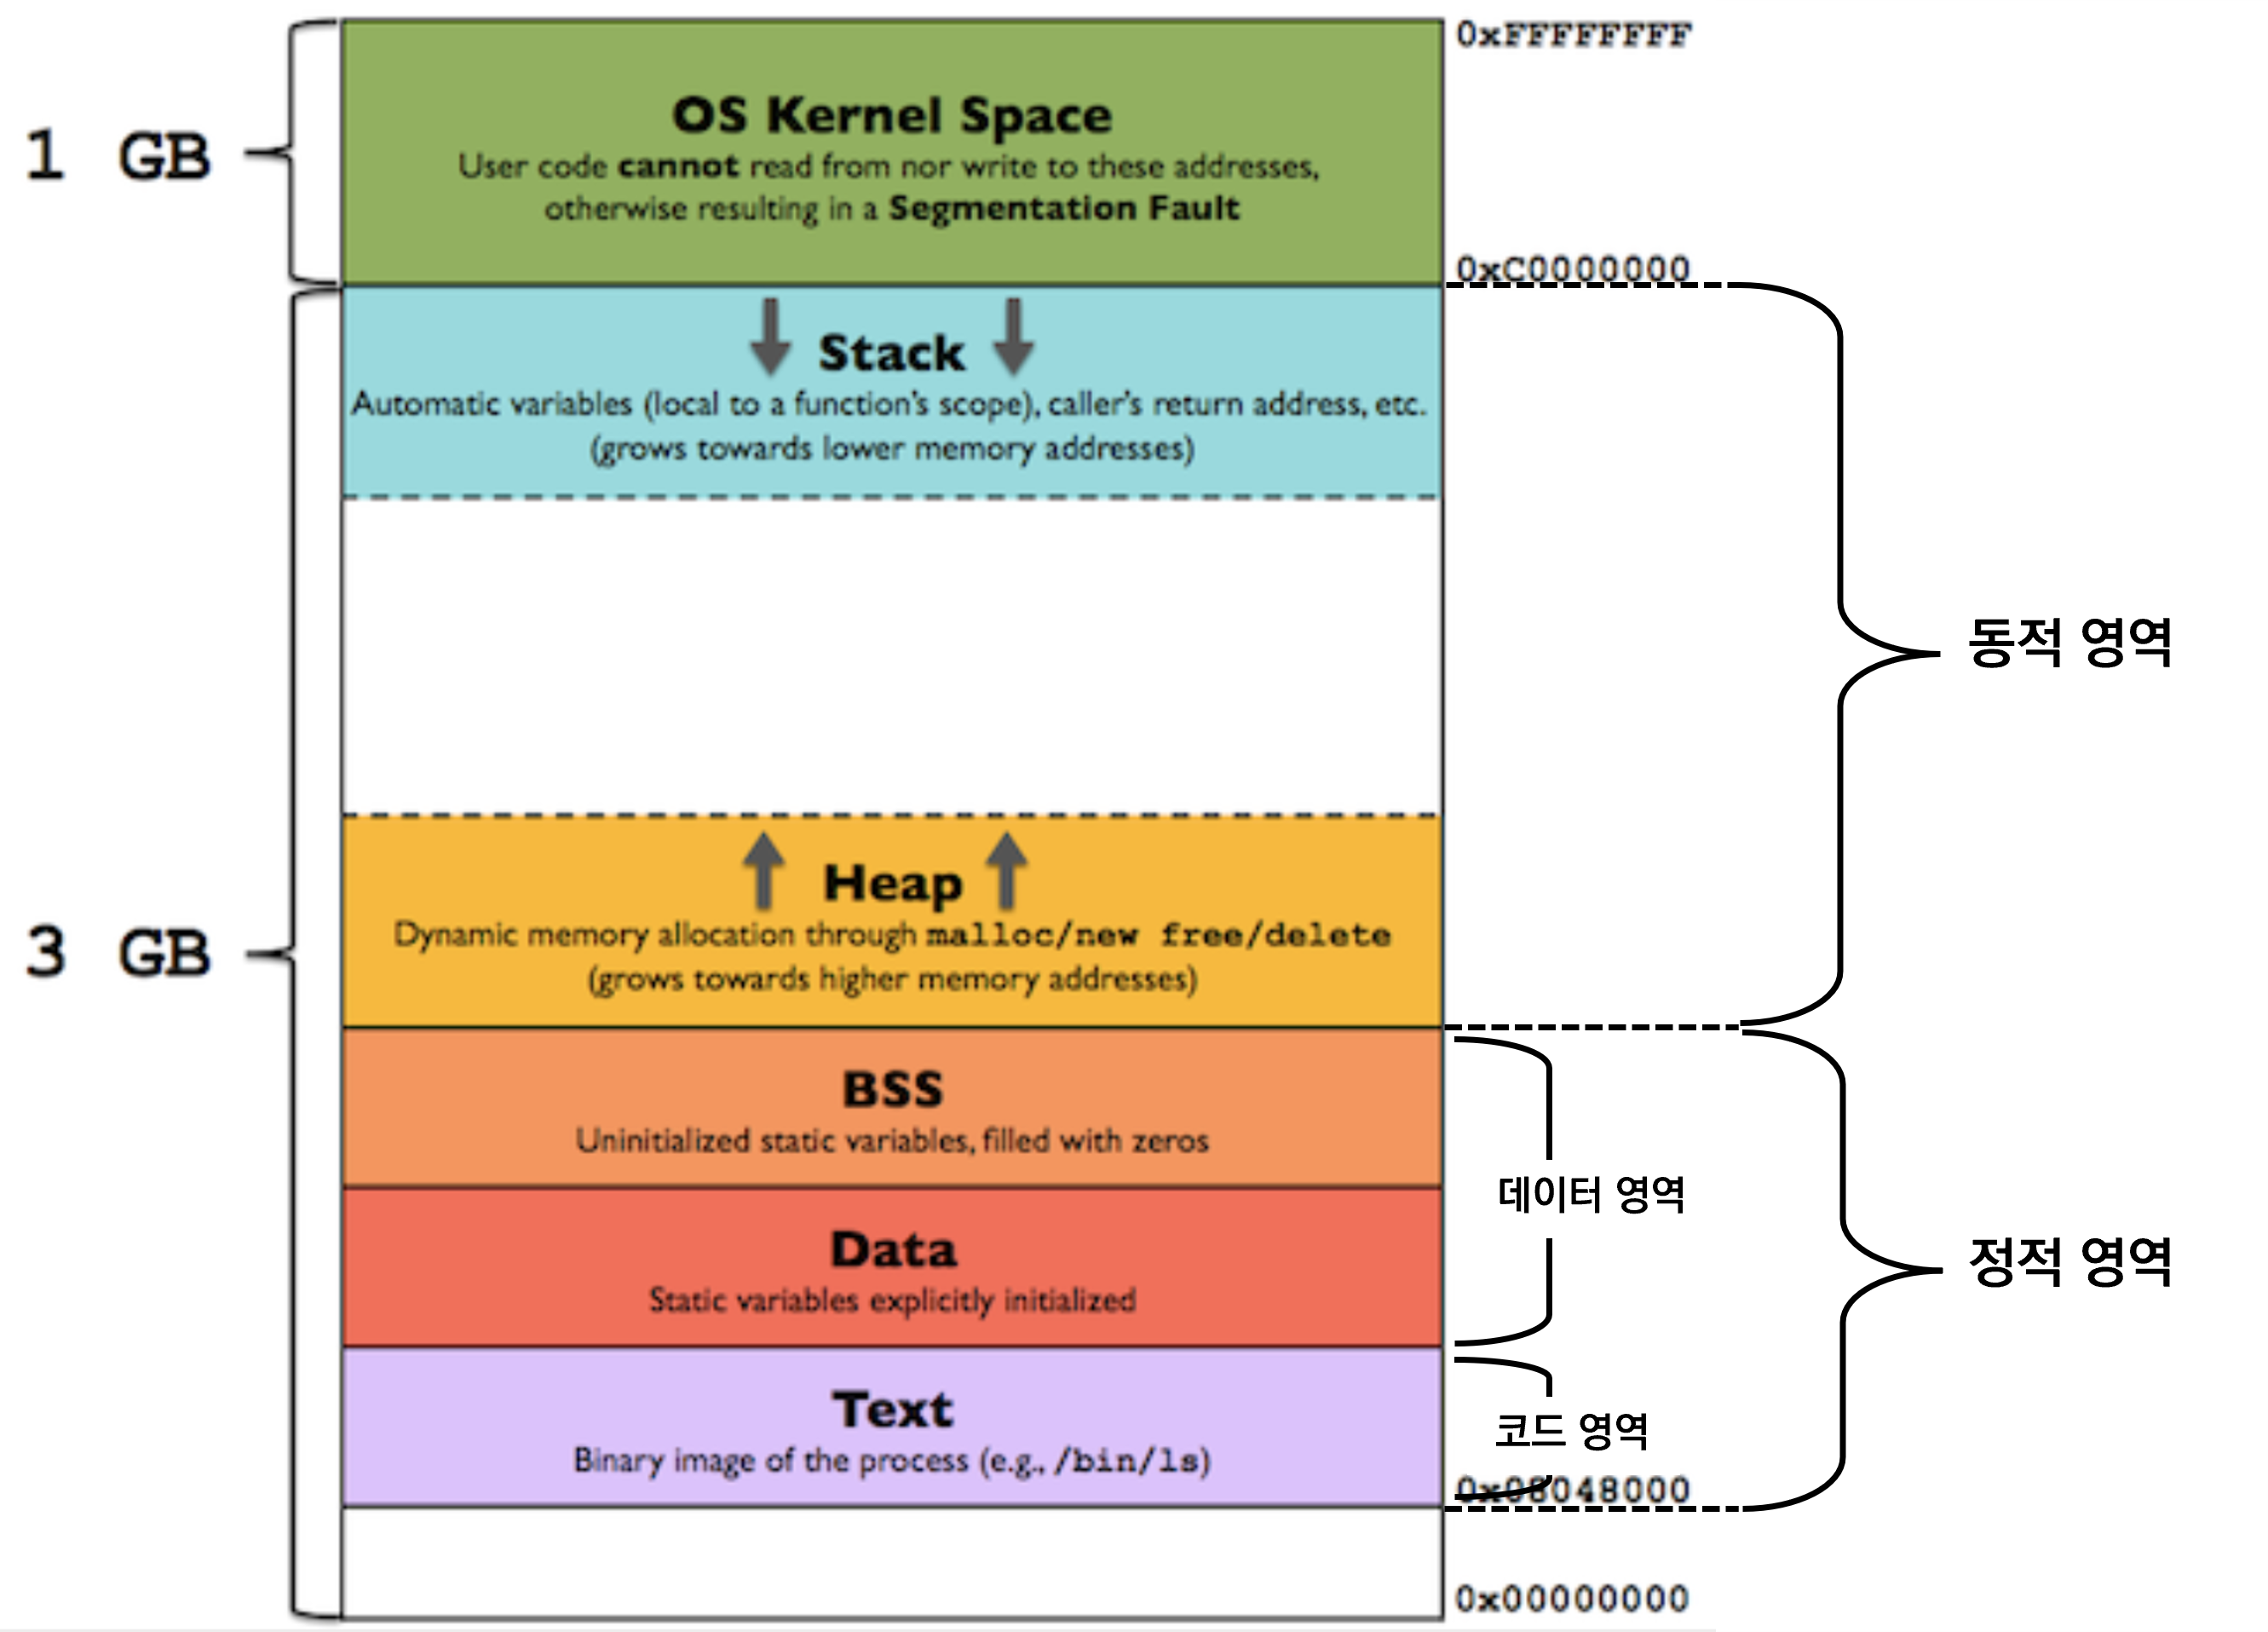 0xFFFFFFFF
OS Kernel Space
User code cannot read from nor write to these addresses,
otherwise resulting in a Segmentation Fault
1 GB
0xC0000000
Stack
Automatic variables (local to a function's scope), caller's return address, etc.
(grows towards lower memory addresses)
동적 영역
Heap
Dynamic memory allocation through malloc/new free/delete
(grows towards higher memory addresses)
3 GB
BSS
Uninitialized static variables, filled with zeros
데이터 영역
Data
Static variables explicitly initialized
정적 영역
Text
Binary image of the process (e.g., /bin/ls)
코드 영역
0x08048000
0x00000000